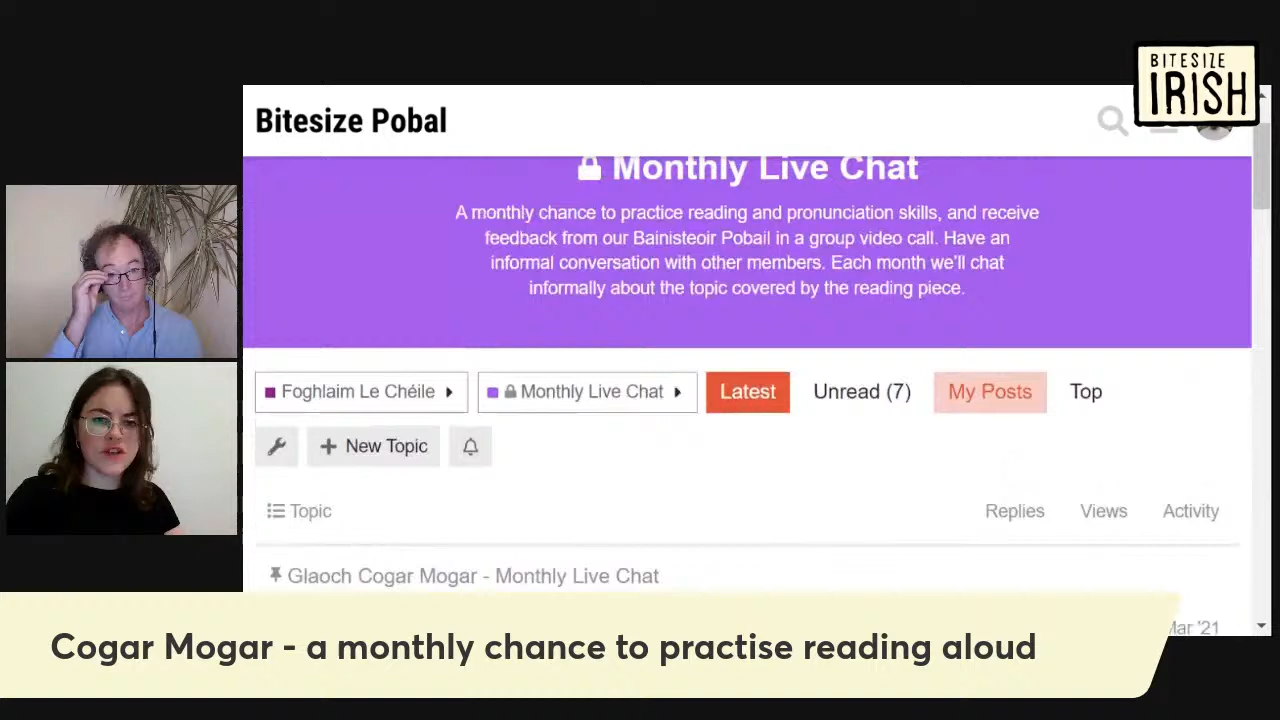 BITESIZE
IRISH
Bitesize Pobal
Monthly Live Chat
A monthly chance to practice reading and pronunciation skills, and receive
feedback from our Bainisteoir Pobail in a group video call. Have an
informal conversation with other members. Each month we'll chat
informally about the topic covered by the reading piece.
Foghlaim Le Chéile Monthly Live Chat Latest Unread (7) My Posts Top
New Topic
Topic Replies Views Activity
Glaoch Cogar Mogar - Monthly Live Chat
Mar '21
Cogar Mogar - a monthly chance to practise reading aloud